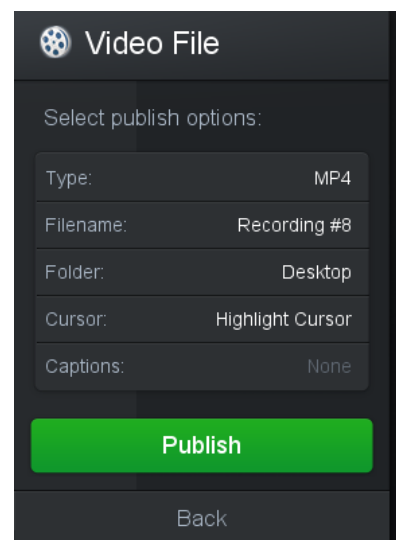 Video File
Select publish options:
Type: MP4
Filename: Recording #8
Folder: Desktop
Cursor: Highlight Cursor
Captions: None
Publish
Back